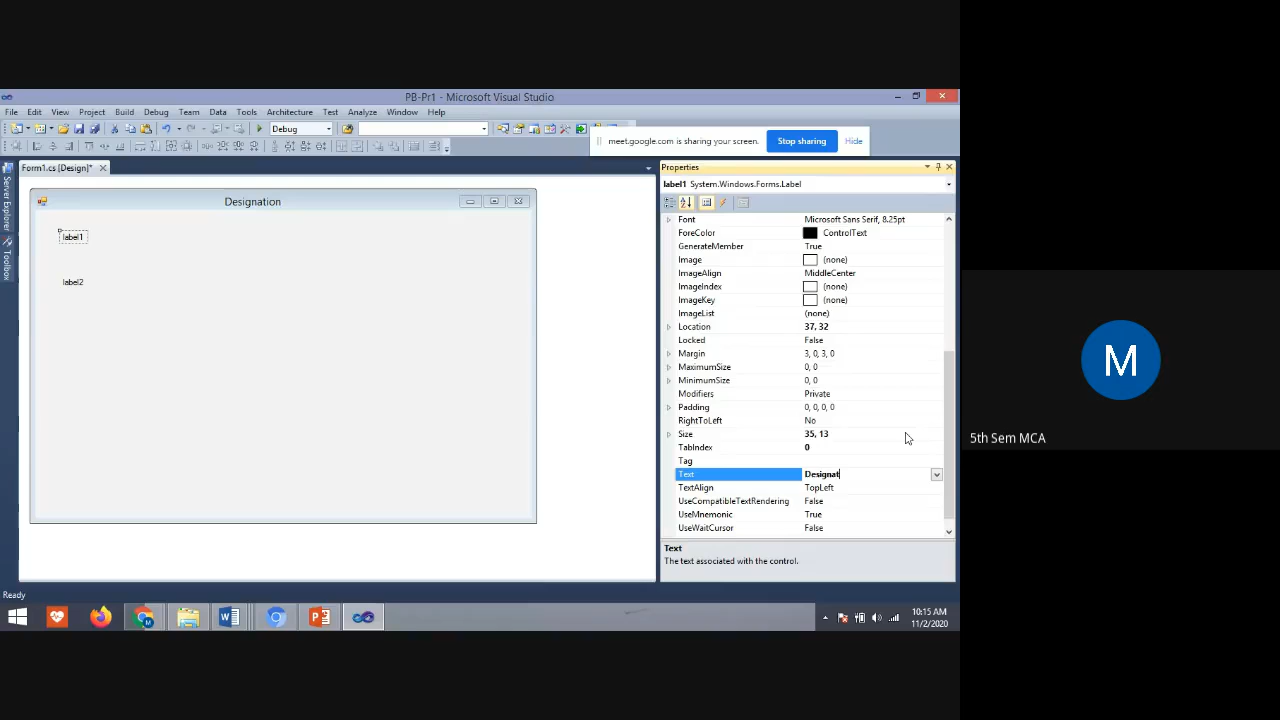 PB-Pr1 - Microsoft Visual Studio
File Edit View Project Build Debug Team Data Tools Architecture Test Analyze Window Help
Debug
meet.google.com is sharing your screen. Stop sharing Hide
Form1.cs [Design]*
Server Explorer
Toolbox
Designation
label1
label2
Properties
label1 System.Windows.Forms.Label
Font Microsoft Sans Serif, 8.25pt
ForeColor ControlText
GenerateMember True
Image (none)
ImageAlign MiddleCenter
ImageIndex (none)
ImageKey (none)
ImageList (none)
Location 37, 32
Locked False
Margin 3, 0, 3, 0
MaximumSize 0, 0
MinimumSize 0, 0
Modifiers Private
Padding 0, 0, 0, 0
RightToLeft No
Size 35, 13
TabIndex 0
Tag
Text Designat
TextAlign TopLeft
UseCompatibleTextRendering False
UseMnemonic True
UseWaitCursor False
Text
The text associated with the control.
Ready
10:15 AM
11/2/2020
M
5th Sem MCA